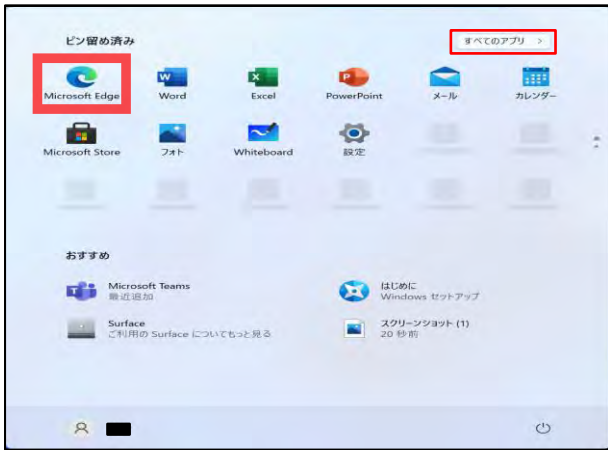 ピン留め済み
すべてのアプリ >
Microsoft Edge
Word
Excel
PowerPoint
メール
カレンダー
Microsoft Store
フォト
Whiteboard
設定
おすすめ
Microsoft Teams
最近追加
はじめに
Windows セットアップ
Surface
ご利用の Surface についてもっと見る
スクリーンショット (1)
20 秒前